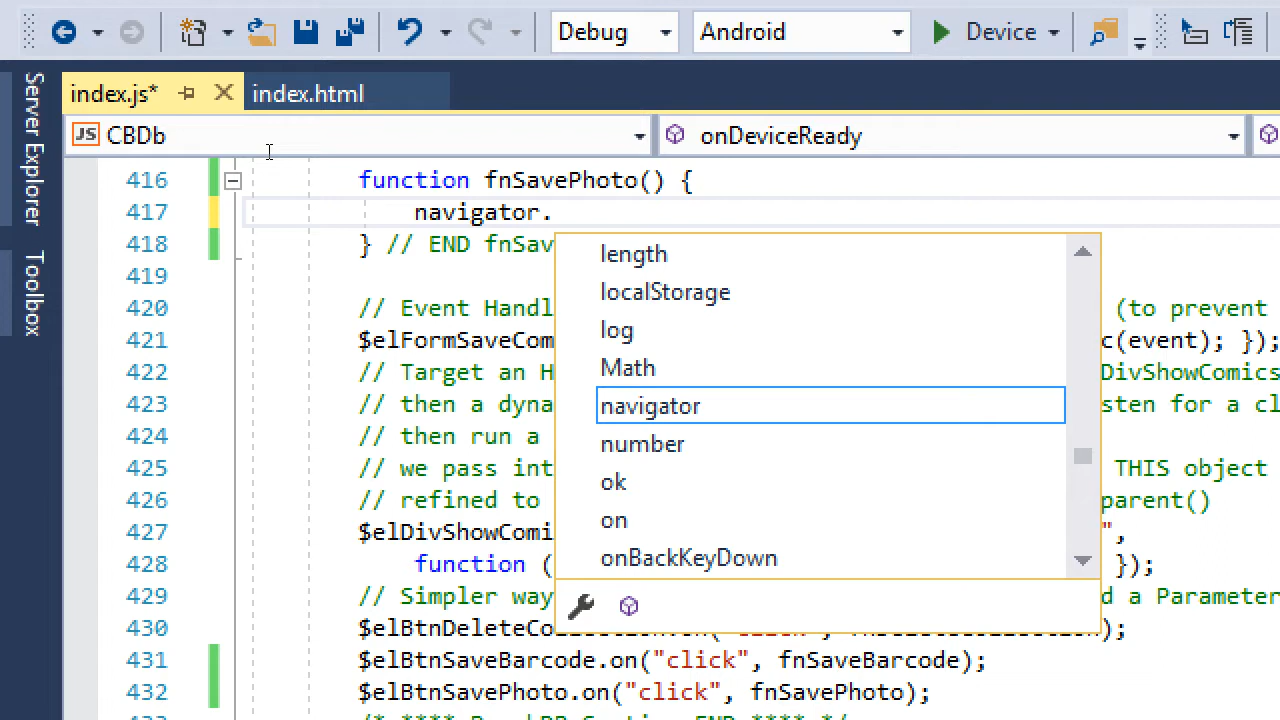 Debug Android Device
index.js* index.html
Server Explorer
Toolbox
JS CBDb onDeviceReady
416 function fnSavePhoto() {
417 navigator.
418 } // END fnSav
419
420 // Event Handl (to prevent
421 $elFormSaveCom c(event); });
422 // Target an H DivShowComics
423 // then a dyna sten for a cl
424 // then run a
425 // we pass int THIS object
426 // refined to parent()
427 $elDivShowComi ",
428 function ( });
429 // Simpler way d a Parameter
430 $elBtnDeleteCo );
431 $elBtnSaveBarcode.on("click", fnSaveBarcode);
432 $elBtnSavePhoto.on("click", fnSavePhoto);
length
localStorage
log
Math
navigator
number
ok
on
onBackKeyDown